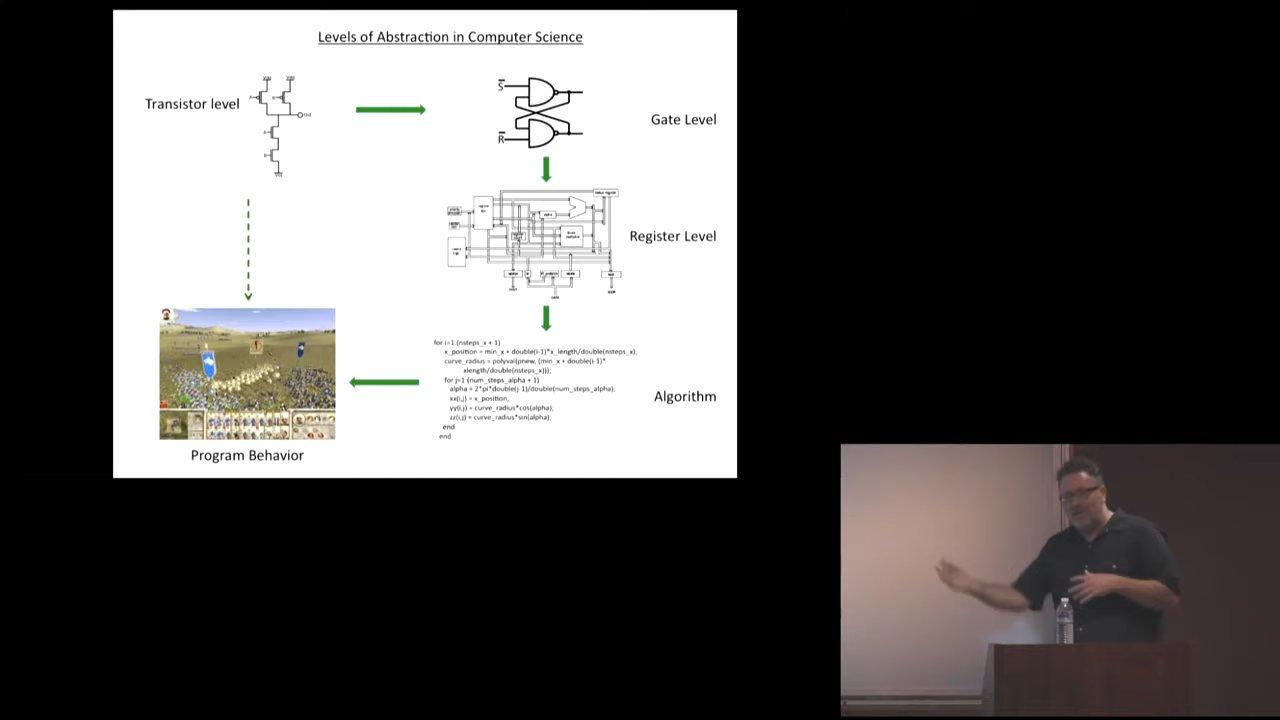 Levels of Abstraction in Computer Science
Transistor level
Out
S
R
Gate Level
Register Level
for i=1 (nsteps_x + 1)
x_position = min_x + double(i-1)*x_length/double(nsteps_x);
curve_radius = polyval(pnew, (min_x + double(i-1)*
xlength/double(nsteps_x)));
for j=1 (num_steps_alpha + 1)
alpha = 2*pi*double(j-1)/double(num_steps_alpha);
xx(i,j) = x_position;
yy(i,j) = curve_radius*cos(alpha);
zz(i,j) = curve_radius*sin(alpha);
end
end
Algorithm
Program Behavior